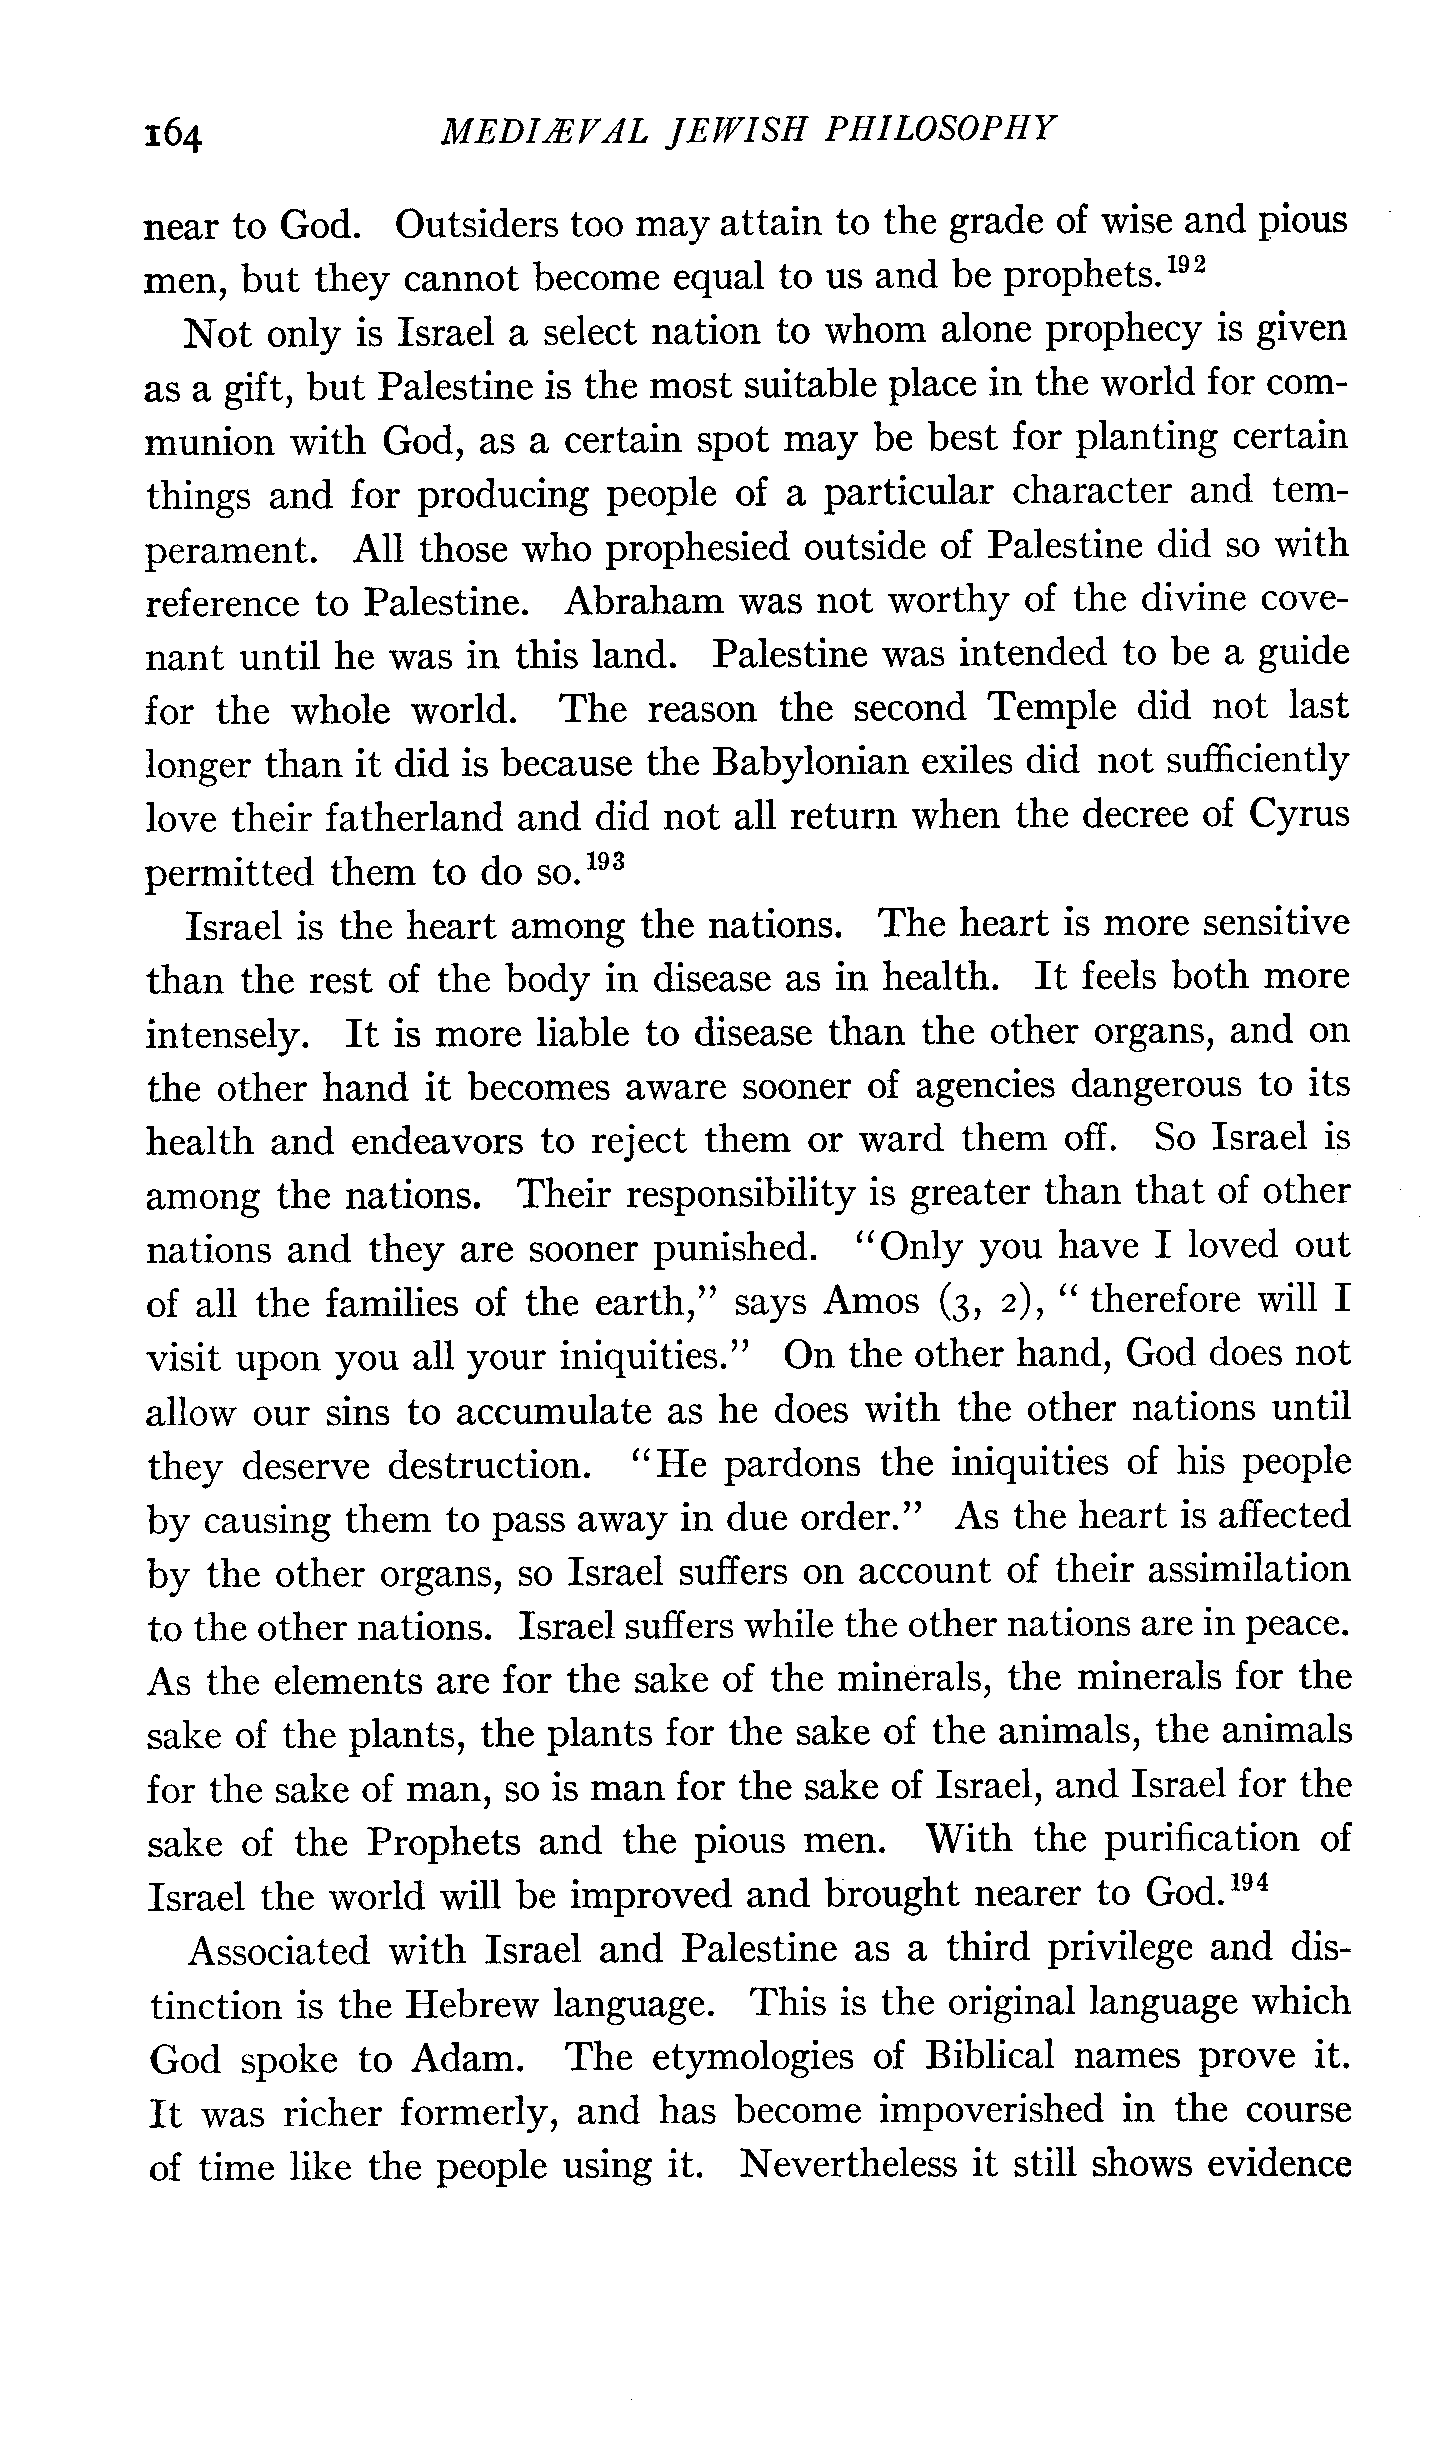 164 MEDIÆVAL JEWISH PHILOSOPHY
near to God. Outsiders too may attain to the grade of wise and pious
men, but they cannot become equal to us and be prophets.¹⁹²
Not only is Israel a select nation to whom alone prophecy is given
as a gift, but Palestine is the most suitable place in the world for com-
munion with God, as a certain spot may be best for planting certain
things and for producing people of a particular character and tem-
perament. All those who prophesied outside of Palestine did so with
reference to Palestine. Abraham was not worthy of the divine cove-
nant until he was in this land. Palestine was intended to be a guide
for the whole world. The reason the second Temple did not last
longer than it did is because the Babylonian exiles did not sufficiently
love their fatherland and did not all return when the decree of Cyrus
permitted them to do so.¹⁹³
Israel is the heart among the nations. The heart is more sensitive
than the rest of the body in disease as in health. It feels both more
intensely. It is more liable to disease than the other organs, and on
the other hand it becomes aware sooner of agencies dangerous to its
health and endeavors to reject them or ward them off. So Israel is
among the nations. Their responsibility is greater than that of other
nations and they are sooner punished. "Only you have I loved out
of all the families of the earth," says Amos (3, 2), " therefore will I
visit upon you all your iniquities." On the other hand, God does not
allow our sins to accumulate as he does with the other nations until
they deserve destruction. "He pardons the iniquities of his people
by causing them to pass away in due order." As the heart is affected
by the other organs, so Israel suffers on account of their assimilation
to the other nations. Israel suffers while the other nations are in peace.
As the elements are for the sake of the minerals, the minerals for the
sake of the plants, the plants for the sake of the animals, the animals
for the sake of man, so is man for the sake of Israel, and Israel for the
sake of the Prophets and the pious men. With the purification of
Israel the world will be improved and brought nearer to God.¹⁹⁴
Associated with Israel and Palestine as a third privilege and dis-
tinction is the Hebrew language. This is the original language which
God spoke to Adam. The etymologies of Biblical names prove it.
It was richer formerly, and has become impoverished in the course
of time like the people using it. Nevertheless it still shows evidence